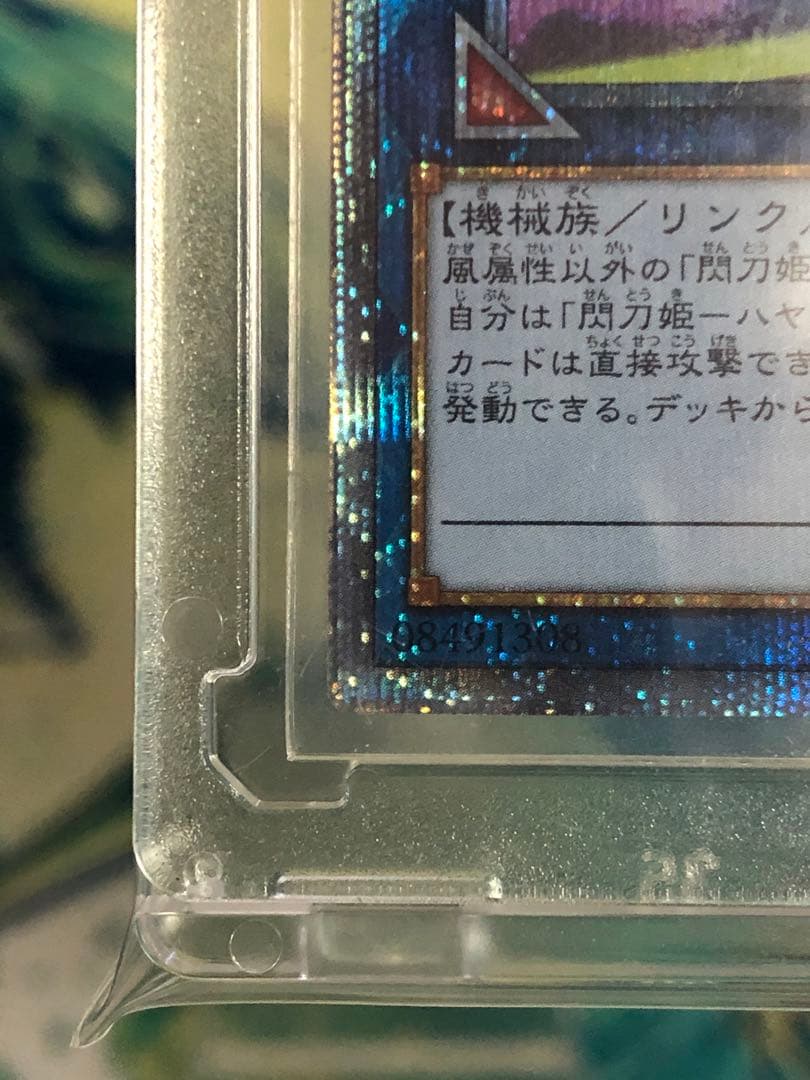 【機械族／リンク
風属性以外の「閃刀姫
自分は「閃刀姫－ハヤ
カードは直接攻撃でき
発動できる。デッキから
08491308